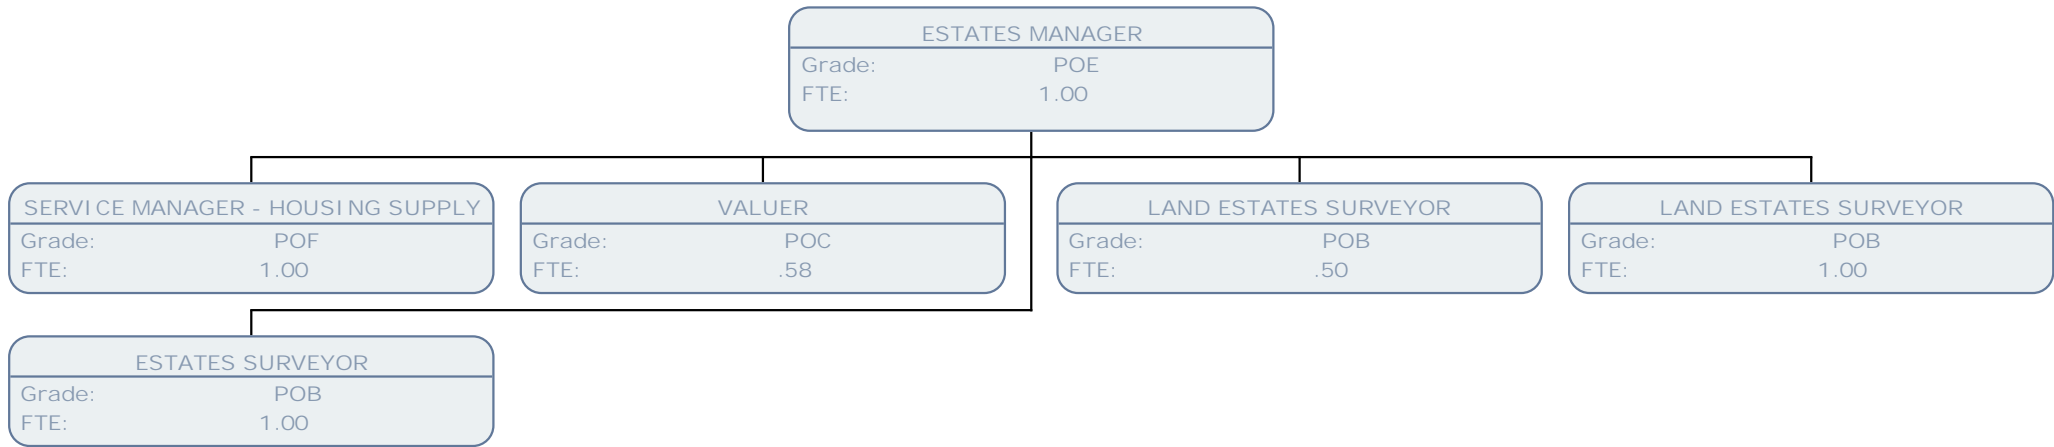 ESTATES MANAGER
Grade: POE
FTE: 1.00
SERVICE MANAGER - HOUSING SUPPLY
Grade: POF
FTE: 1.00
VALUER
Grade: POC
FTE: .58
LAND ESTATES SURVEYOR
Grade: POB
FTE: .50
LAND ESTATES SURVEYOR
Grade: POB
FTE: 1.00
ESTATES SURVEYOR
Grade: POB
FTE: 1.00